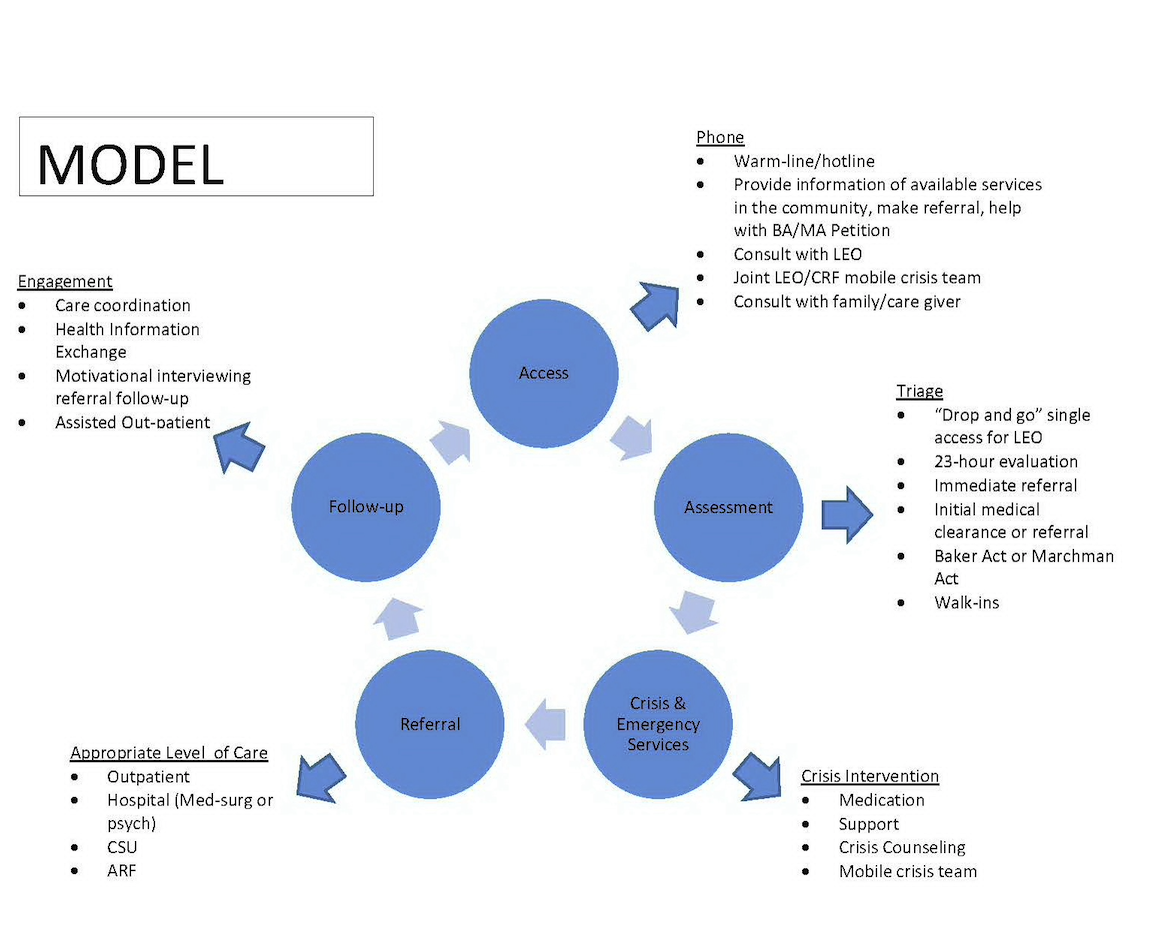 MODEL
Phone
• Warm-line/hotline
• Provide information of available services
in the community, make referral, help
with BA/MA Petition
• Consult with LEO
• Joint LEO/CRF mobile crisis team
• Consult with family/care giver
Engagement
• Care coordination
• Health Information
Exchange
• Motivational interviewing
referral follow-up
• Assisted Out-patient
Access
Triage
• “Drop and go” single
access for LEO
• 23-hour evaluation
• Immediate referral
• Initial medical
clearance or referral
• Baker Act or Marchman
Act
• Walk-ins
Follow-up
Assessment
Referral
Crisis &
Emergency
Services
Appropriate Level of Care
• Outpatient
• Hospital (Med-surg or
psych)
• CSU
• ARF
Crisis Intervention
• Medication
• Support
• Crisis Counseling
• Mobile crisis team